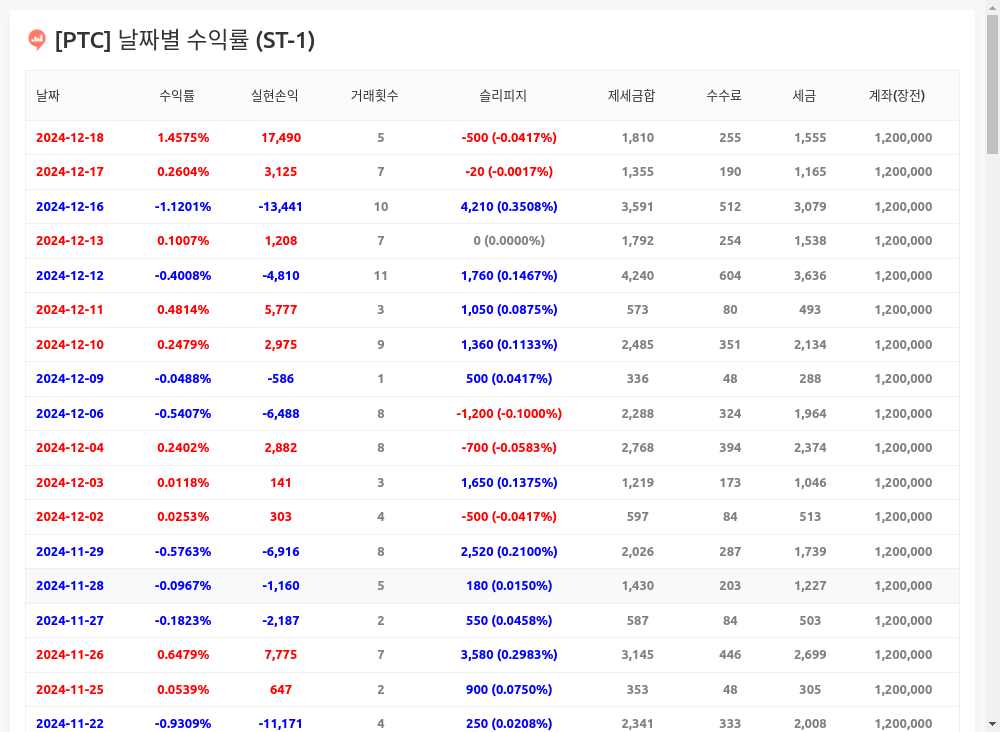 [PTC] 날짜별 수익률 (ST-1)
날짜 수익률 실현손익 거래횟수 슬리피지 제세금합 수수료 세금 계좌(장전)
2024-12-18 1.4575% 17,490 5 -500 (-0.0417%) 1,810 255 1,555 1,200,000
2024-12-17 0.2604% 3,125 7 -20 (-0.0017%) 1,355 190 1,165 1,200,000
2024-12-16 -1.1201% -13,441 10 4,210 (0.3508%) 3,591 512 3,079 1,200,000
2024-12-13 0.1007% 1,208 7 0 (0.0000%) 1,792 254 1,538 1,200,000
2024-12-12 -0.4008% -4,810 11 1,760 (0.1467%) 4,240 604 3,636 1,200,000
2024-12-11 0.4814% 5,777 3 1,050 (0.0875%) 573 80 493 1,200,000
2024-12-10 0.2479% 2,975 9 1,360 (0.1133%) 2,485 351 2,134 1,200,000
2024-12-09 -0.0488% -586 1 500 (0.0417%) 336 48 288 1,200,000
2024-12-06 -0.5407% -6,488 8 -1,200 (-0.1000%) 2,288 324 1,964 1,200,000
2024-12-04 0.2402% 2,882 8 -700 (-0.0583%) 2,768 394 2,374 1,200,000
2024-12-03 0.0118% 141 3 1,650 (0.1375%) 1,219 173 1,046 1,200,000
2024-12-02 0.0253% 303 4 -500 (-0.0417%) 597 84 513 1,200,000
2024-11-29 -0.5763% -6,916 8 2,520 (0.2100%) 2,026 287 1,739 1,200,000
2024-11-28 -0.0967% -1,160 5 180 (0.0150%) 1,430 203 1,227 1,200,000
2024-11-27 -0.1823% -2,187 2 550 (0.0458%) 587 84 503 1,200,000
2024-11-26 0.6479% 7,775 7 3,580 (0.2983%) 3,145 446 2,699 1,200,000
2024-11-25 0.0539% 647 2 900 (0.0750%) 353 48 305 1,200,000
2024-11-22 -0.9309% -11,171 4 250 (0.0208%) 2,341 333 2,008 1,200,000